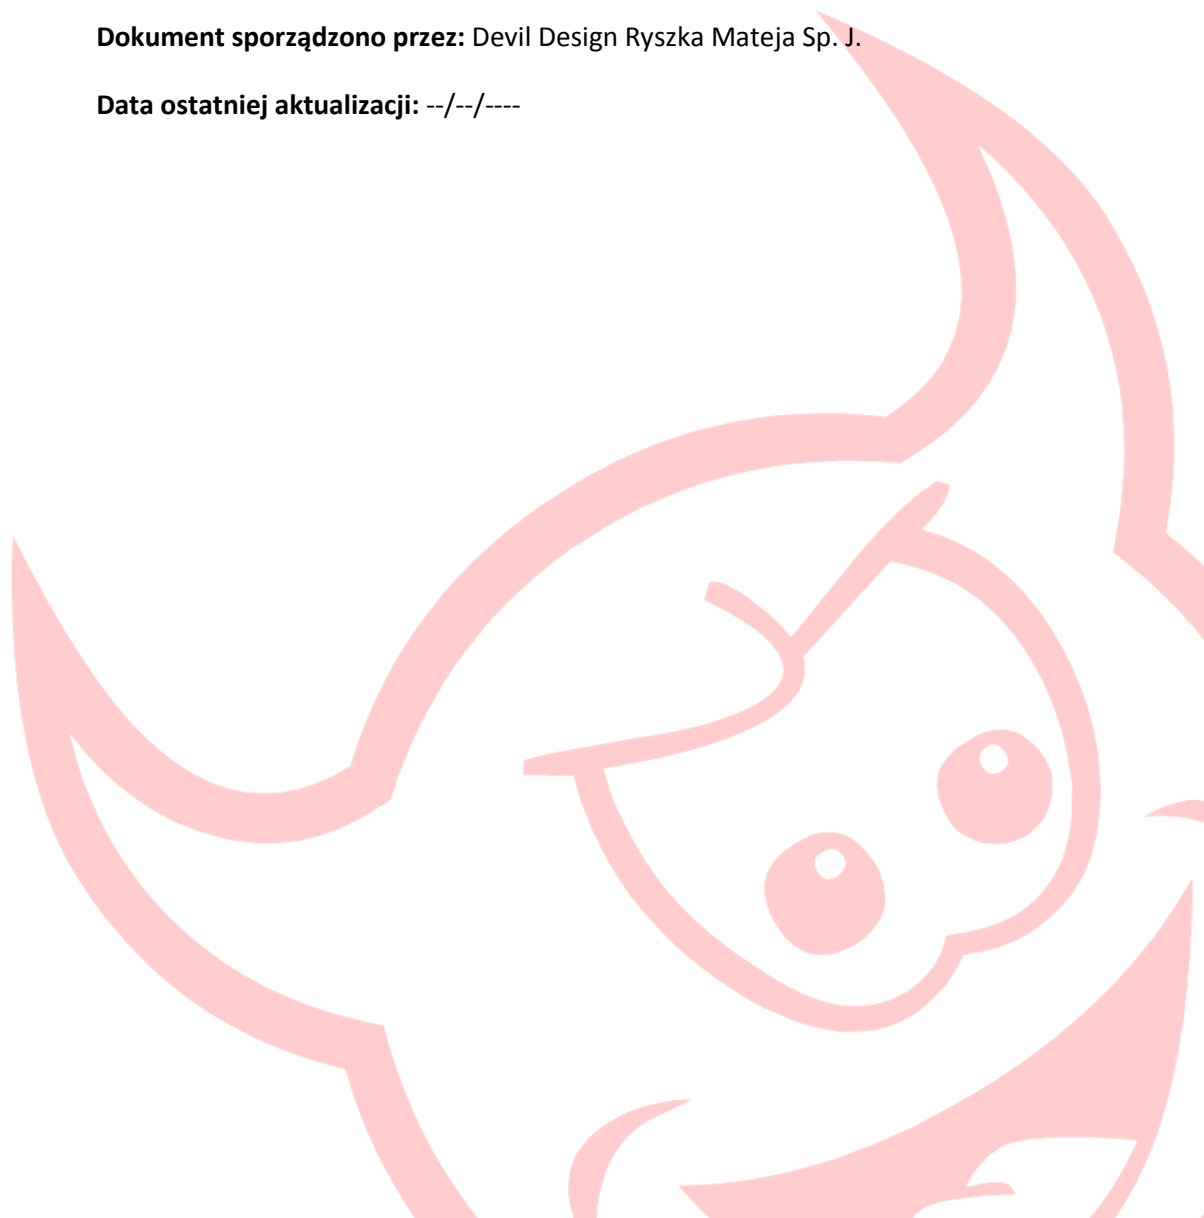 Dokument sporządzono przez: Devil Design Ryszka Mateja Sp. J.
Data ostatniej aktualizacji: --/--/----